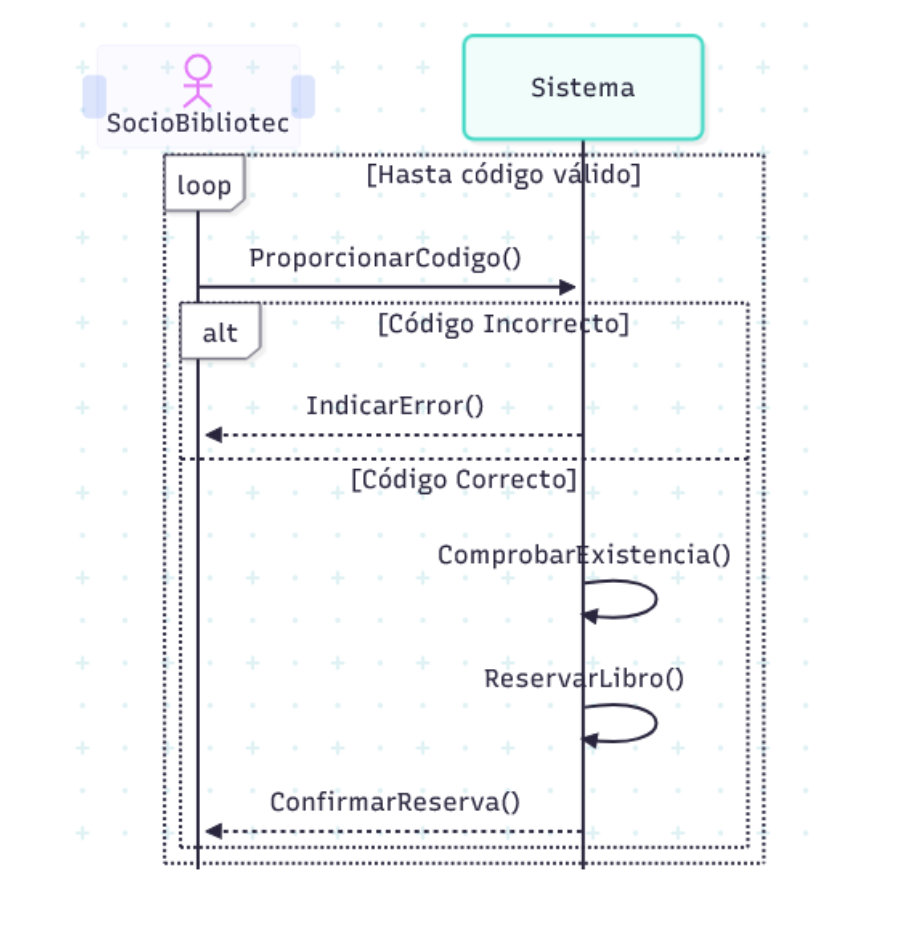 SocioBibliotec
Sistema
loop
[Hasta código válido]
ProporcionarCodigo()
alt
[Código Incorrecto]
IndicarError()
[Código Correcto]
ComprobarExistencia()
ReservarLibro()
ConfirmarReserva()